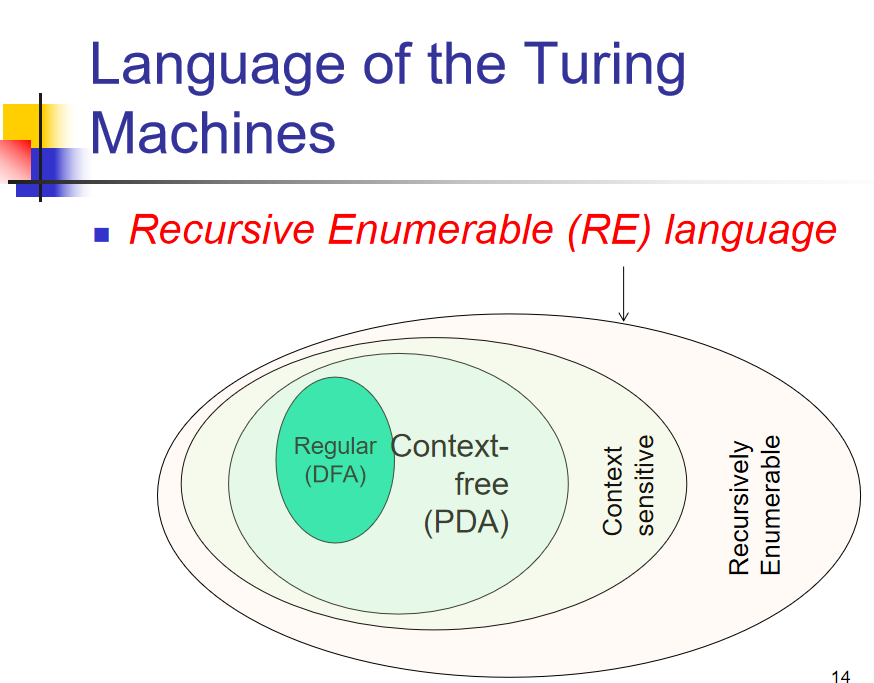 Language of the Turing
Machines
Recursive Enumerable (RE) language
Regular
(DFA)
Context-
free
(PDA)
Context
sensitive
Recursively
Enumerable
14